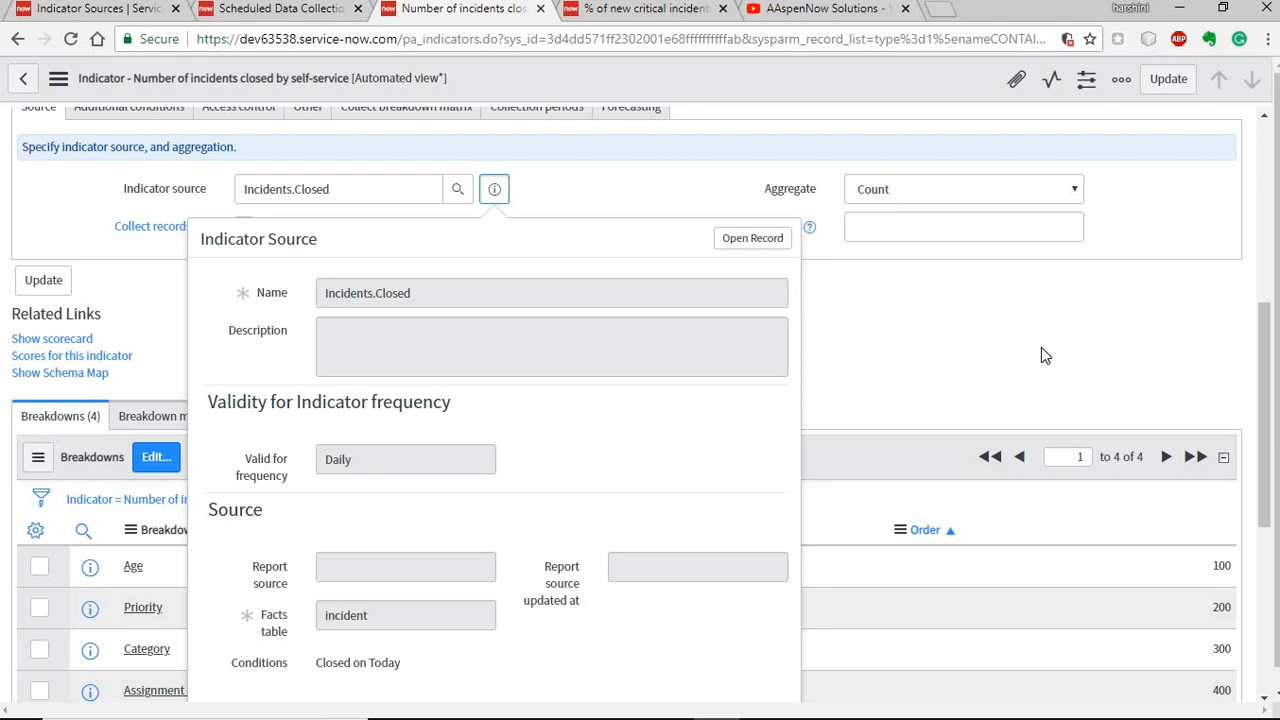 Indicator Sources | Servic
Scheduled Data Collection
Number of incidents clos
% of new critical incident
AAspenNow Solutions -
harshini
Secure
https://dev63538.service-now.com/pa_indicators.do?sys_id=3d4dd571ff2302001e68ffffffffffab&sysparm_record_list=type%3d1%5enameCONTAI...
ABP
Indicator - Number of incidents closed by self-service [Automated view*]
Update
Source
Additional conditions
Access control
Other
Collect breakdown matrix
Collection periods
Forecasting
Specify indicator source, and aggregation.
Indicator source
Incidents.Closed
Aggregate
Count
Collect record
Indicator Source
Open Record
Update
Name
Incidents.Closed
Related Links
Description
Show scorecard
Scores for this indicator
Show Schema Map
Validity for Indicator frequency
Breakdowns (4)
Breakdown m
Breakdowns
Edit...
Valid for
frequency
Daily
1
to 4 of 4
Indicator = Number of in
Source
Breakdow
Order
Age
Report
source
Report
source
updated at
100
Priority
Facts
table
incident
200
Category
300
Conditions
Closed on Today
Assignment
400